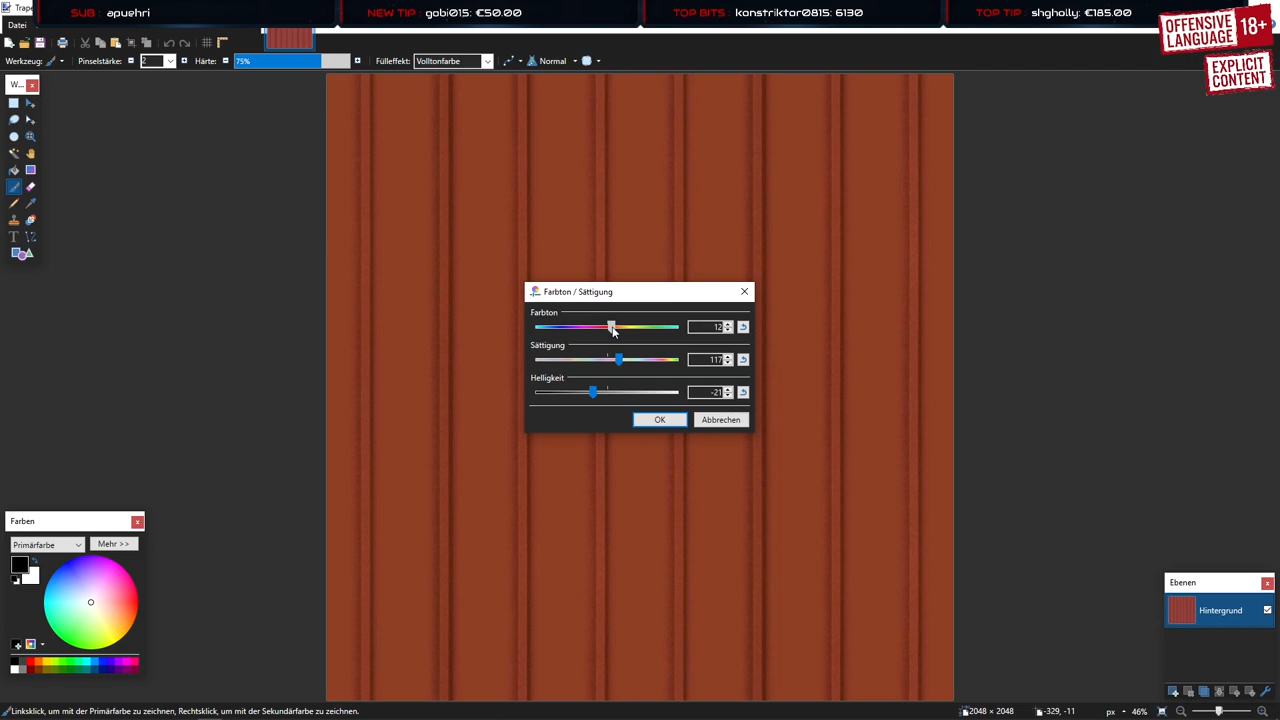 Trape
SUB : apuehri
NEW TIP : gobi015: €50.00
TOP BITS : konstriktor0815: 6130
TOP TIP : shgholly: €185.00
OFFENSIVE
LANGUAGE
18+
EXPLICIT
CONTENT
Datei
Werkzeug:
Pinselstärke:
2
Härte:
75%
Fülleffekt:
Volltonfarbe
Normal
W...
Farbton / Sättigung
Farbton
12
Sättigung
117
Helligkeit
-21
OK
Abbrechen
Farben
Primärfarbe
Mehr >>
Ebenen
Hintergrund
Linksklick, um mit der Primärfarbe zu zeichnen, Rechtsklick, um mit der Sekundärfarbe zu zeichnen.
2048 × 2048
-329, -11
px
46%